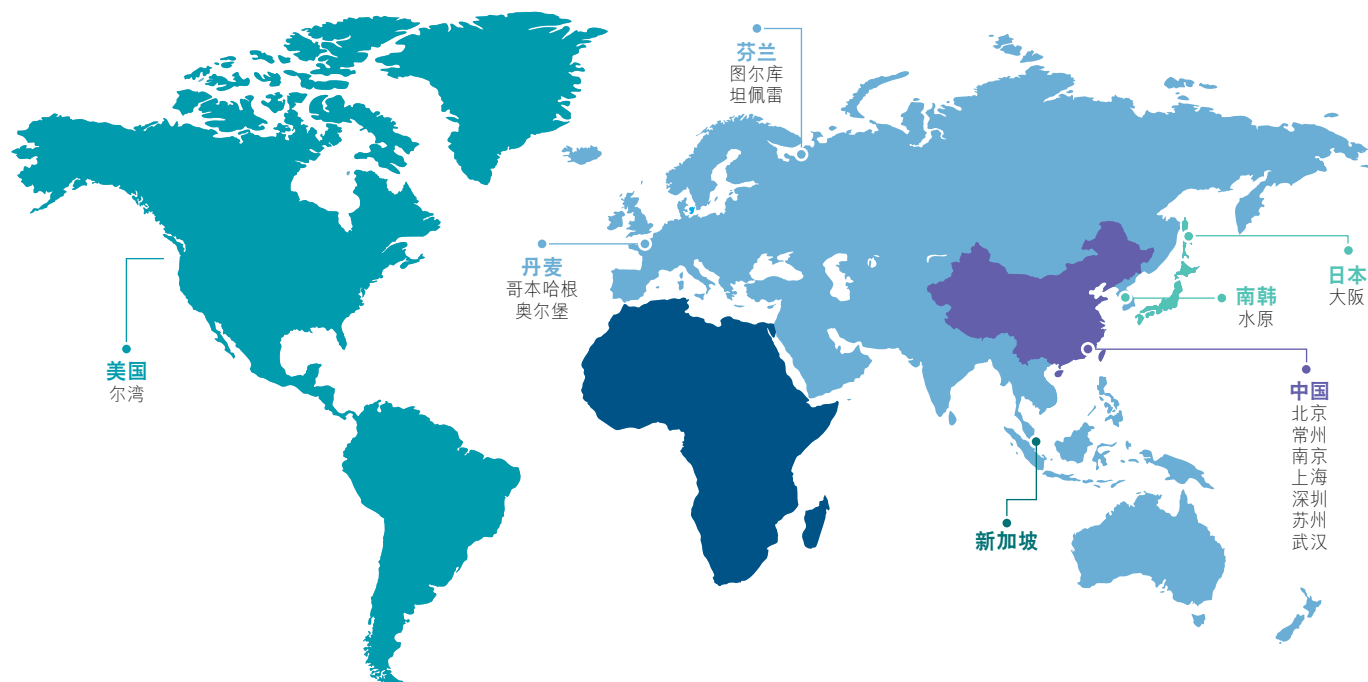 芬兰
图尔库
坦佩雷
丹麦
哥本哈根
奥尔堡
美国
尔湾
日本
大阪
南韩
水原
中国
北京
常州
南京
上海
深圳
苏州
武汉
新加坡